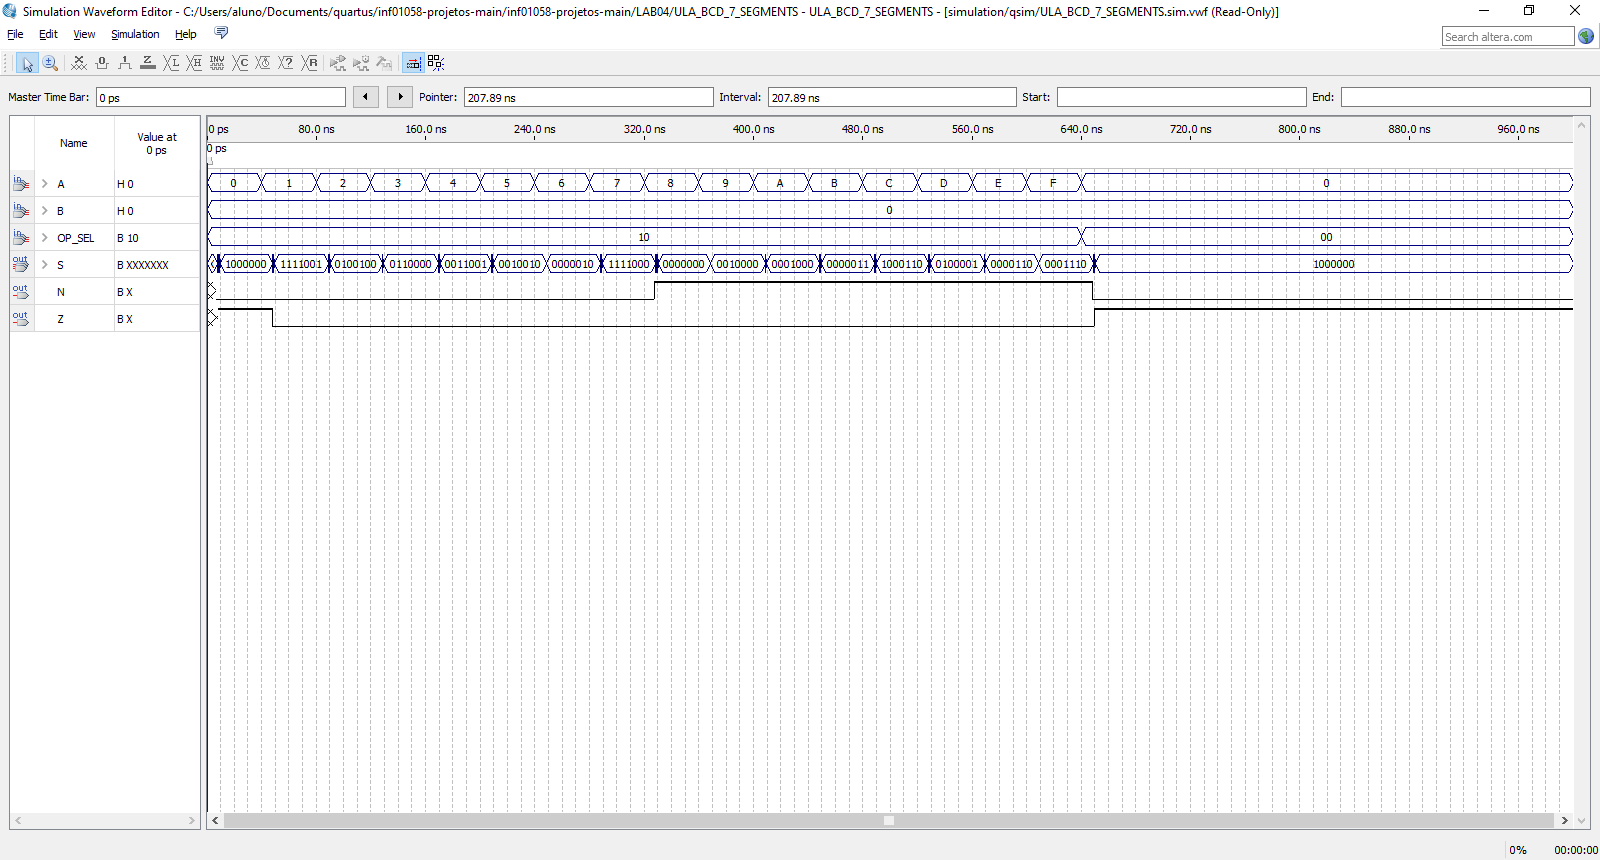 Simulation Waveform Editor - C:/Users/aluno/Documents/quartus/inf01058-projetos-main/inf01058-projetos-main/LAB04/ULA_BCD_7_SEGMENTS - ULA_BCD_7_SEGMENTS - [simulation/qsim/ULA_BCD_7_SEGMENTS.sim.vwf (Read-Only)]
File Edit View Simulation Help
Search altera.com
Master Time Bar: 0 ps Pointer: 207.89 ns Interval: 207.89 ns Start: End:
Name Value at 0 ps
0 ps 80.0 ns 160.0 ns 240.0 ns 320.0 ns 400.0 ns 480.0 ns 560.0 ns 640.0 ns 720.0 ns 800.0 ns 880.0 ns 960.0 ns
0 ps
A H 0 0 1 2 3 4 5 6 7 8 9 A B C D E F 0
B H 0 0
OP_SEL B 10 10 00
S B XXXXXXX 1000000 1111001 0100100 0110000 0011001 0010010 0000010 1111000 0000000 0010000 0001000 0000011 1000110 0100001 0000110 0001110 1000000
N B X
Z B X
0% 00:00:00